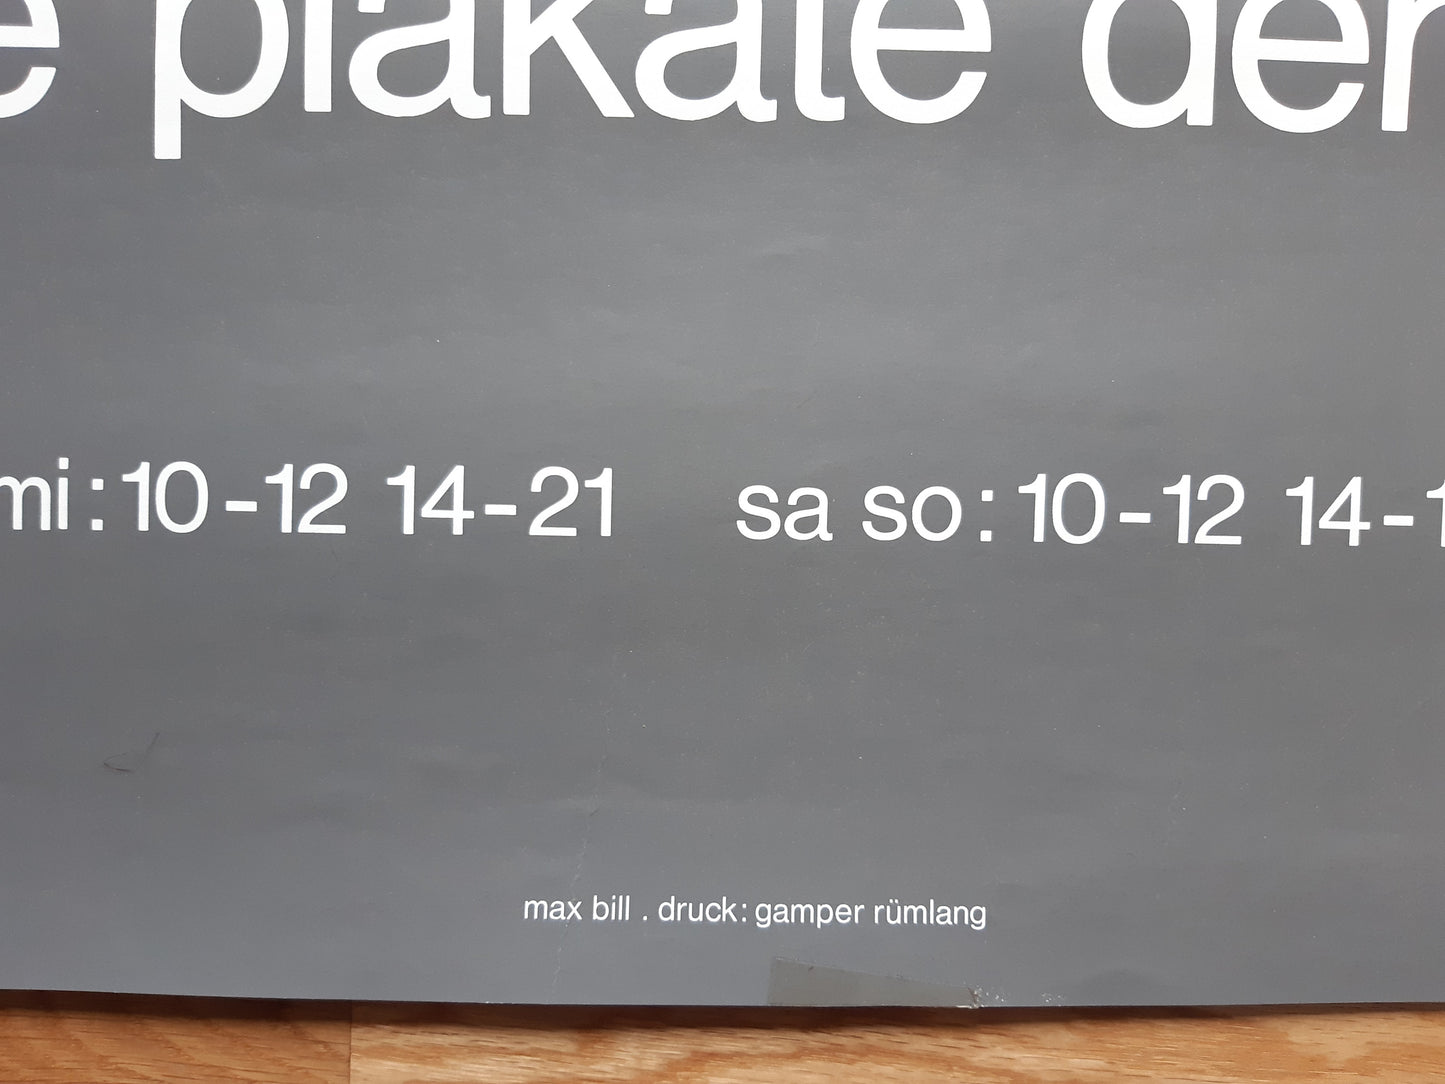 e plakate der
mi: 10-12 14-21 sa so: 10-12 14-1
max bill . druck: gamper rümlang